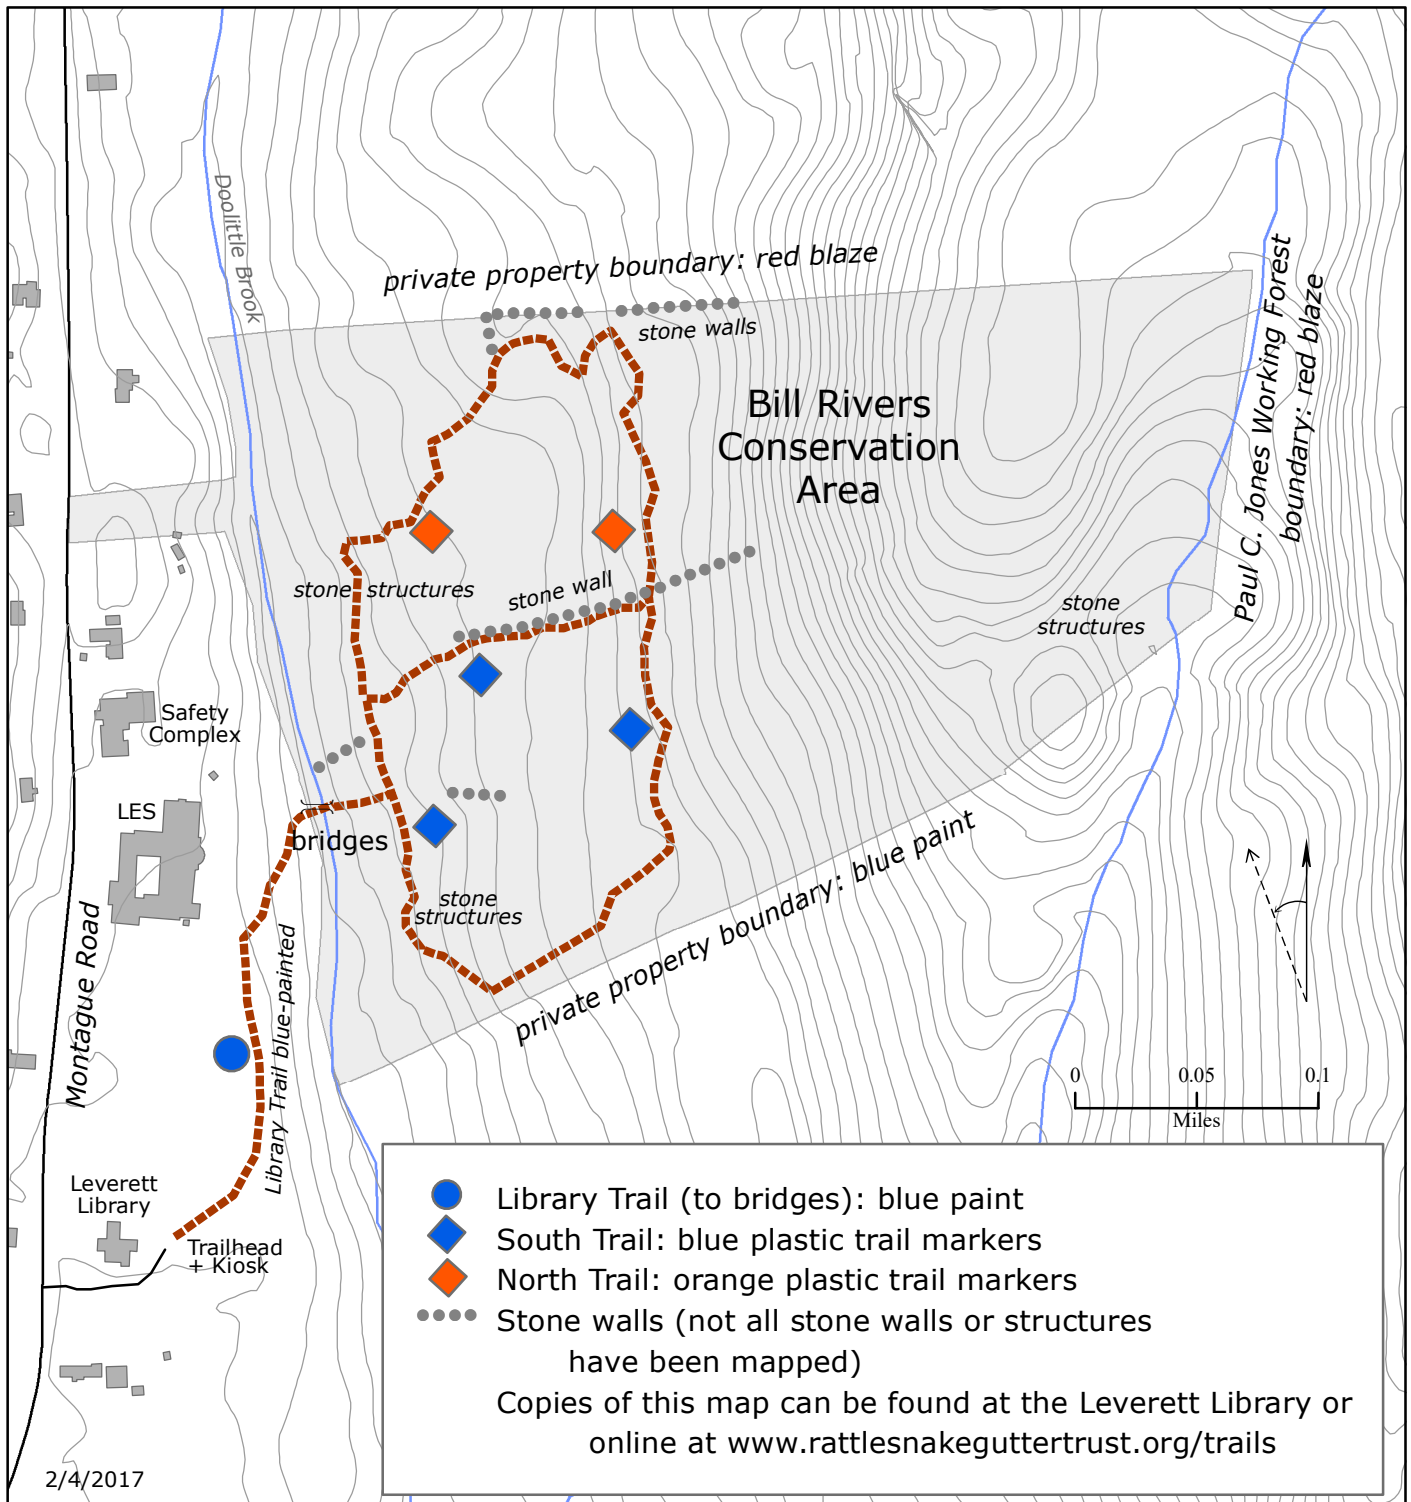 Doolittle Brook
private property boundary: red blaze
stone walls
Bill Rivers
Conservation
Area
Paul C. Jones Working Forest
boundary: red blaze
stone structures
stone wall
stone
structures
Safety
Complex
LES
bridges
stone
structures
private property boundary: blue paint
Montague Road
Library Trail blue-painted
0 0.05 0.1
Miles
Leverett
Library
Trailhead
+ Kiosk
Library Trail (to bridges): blue paint
South Trail: blue plastic trail markers
North Trail: orange plastic trail markers
Stone walls (not all stone walls or structures
have been mapped)
Copies of this map can be found at the Leverett Library or
online at www.rattlesnakeguttertrust.org/trails
2/4/2017